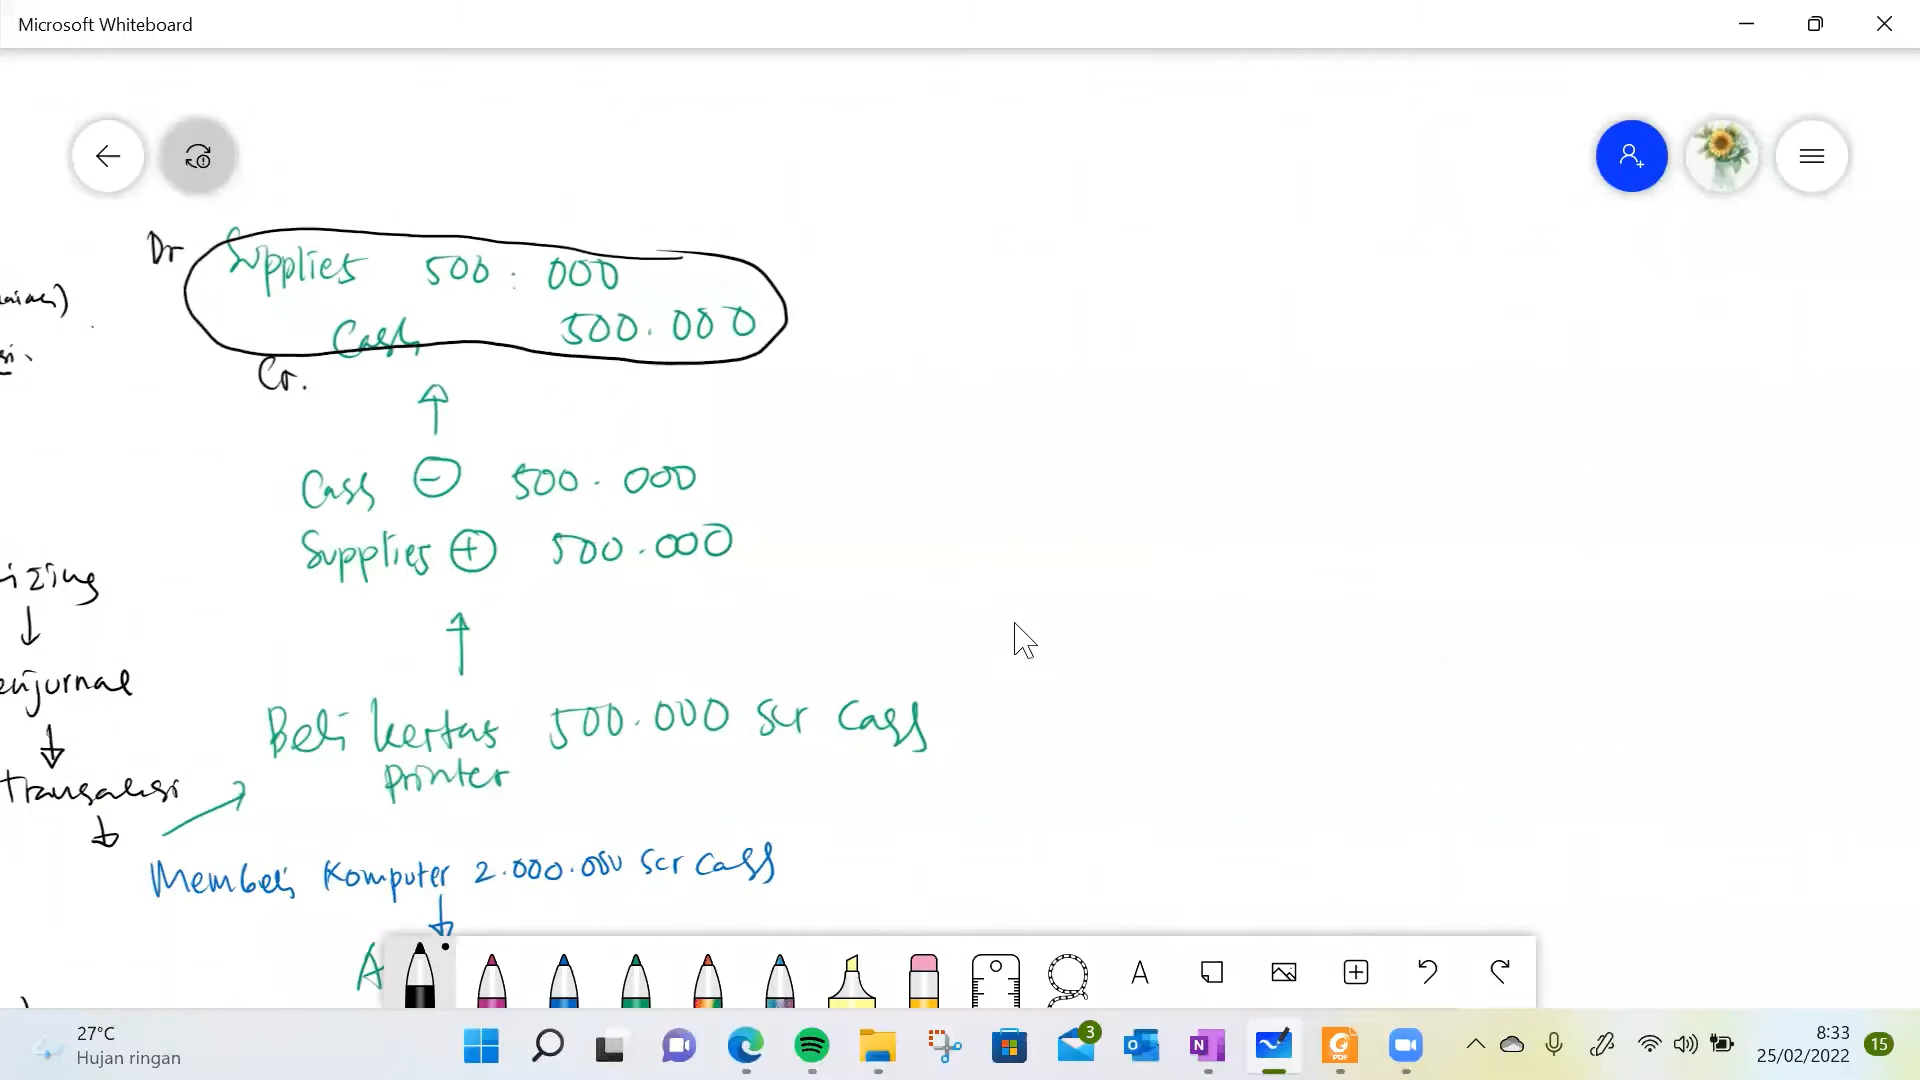 Microsoft Whiteboard
Dr Supplies 500.000
Cash 500.000
Cr.
Cash - 500.000
Supplies + 500.000
enjurnal
Beli kertas 500.000 scr cash
printer
Transaksi
Membeli Komputer 2.000.000 scr cash
A
27°C
Hujan ringan
3
8:33
25/02/2022
15